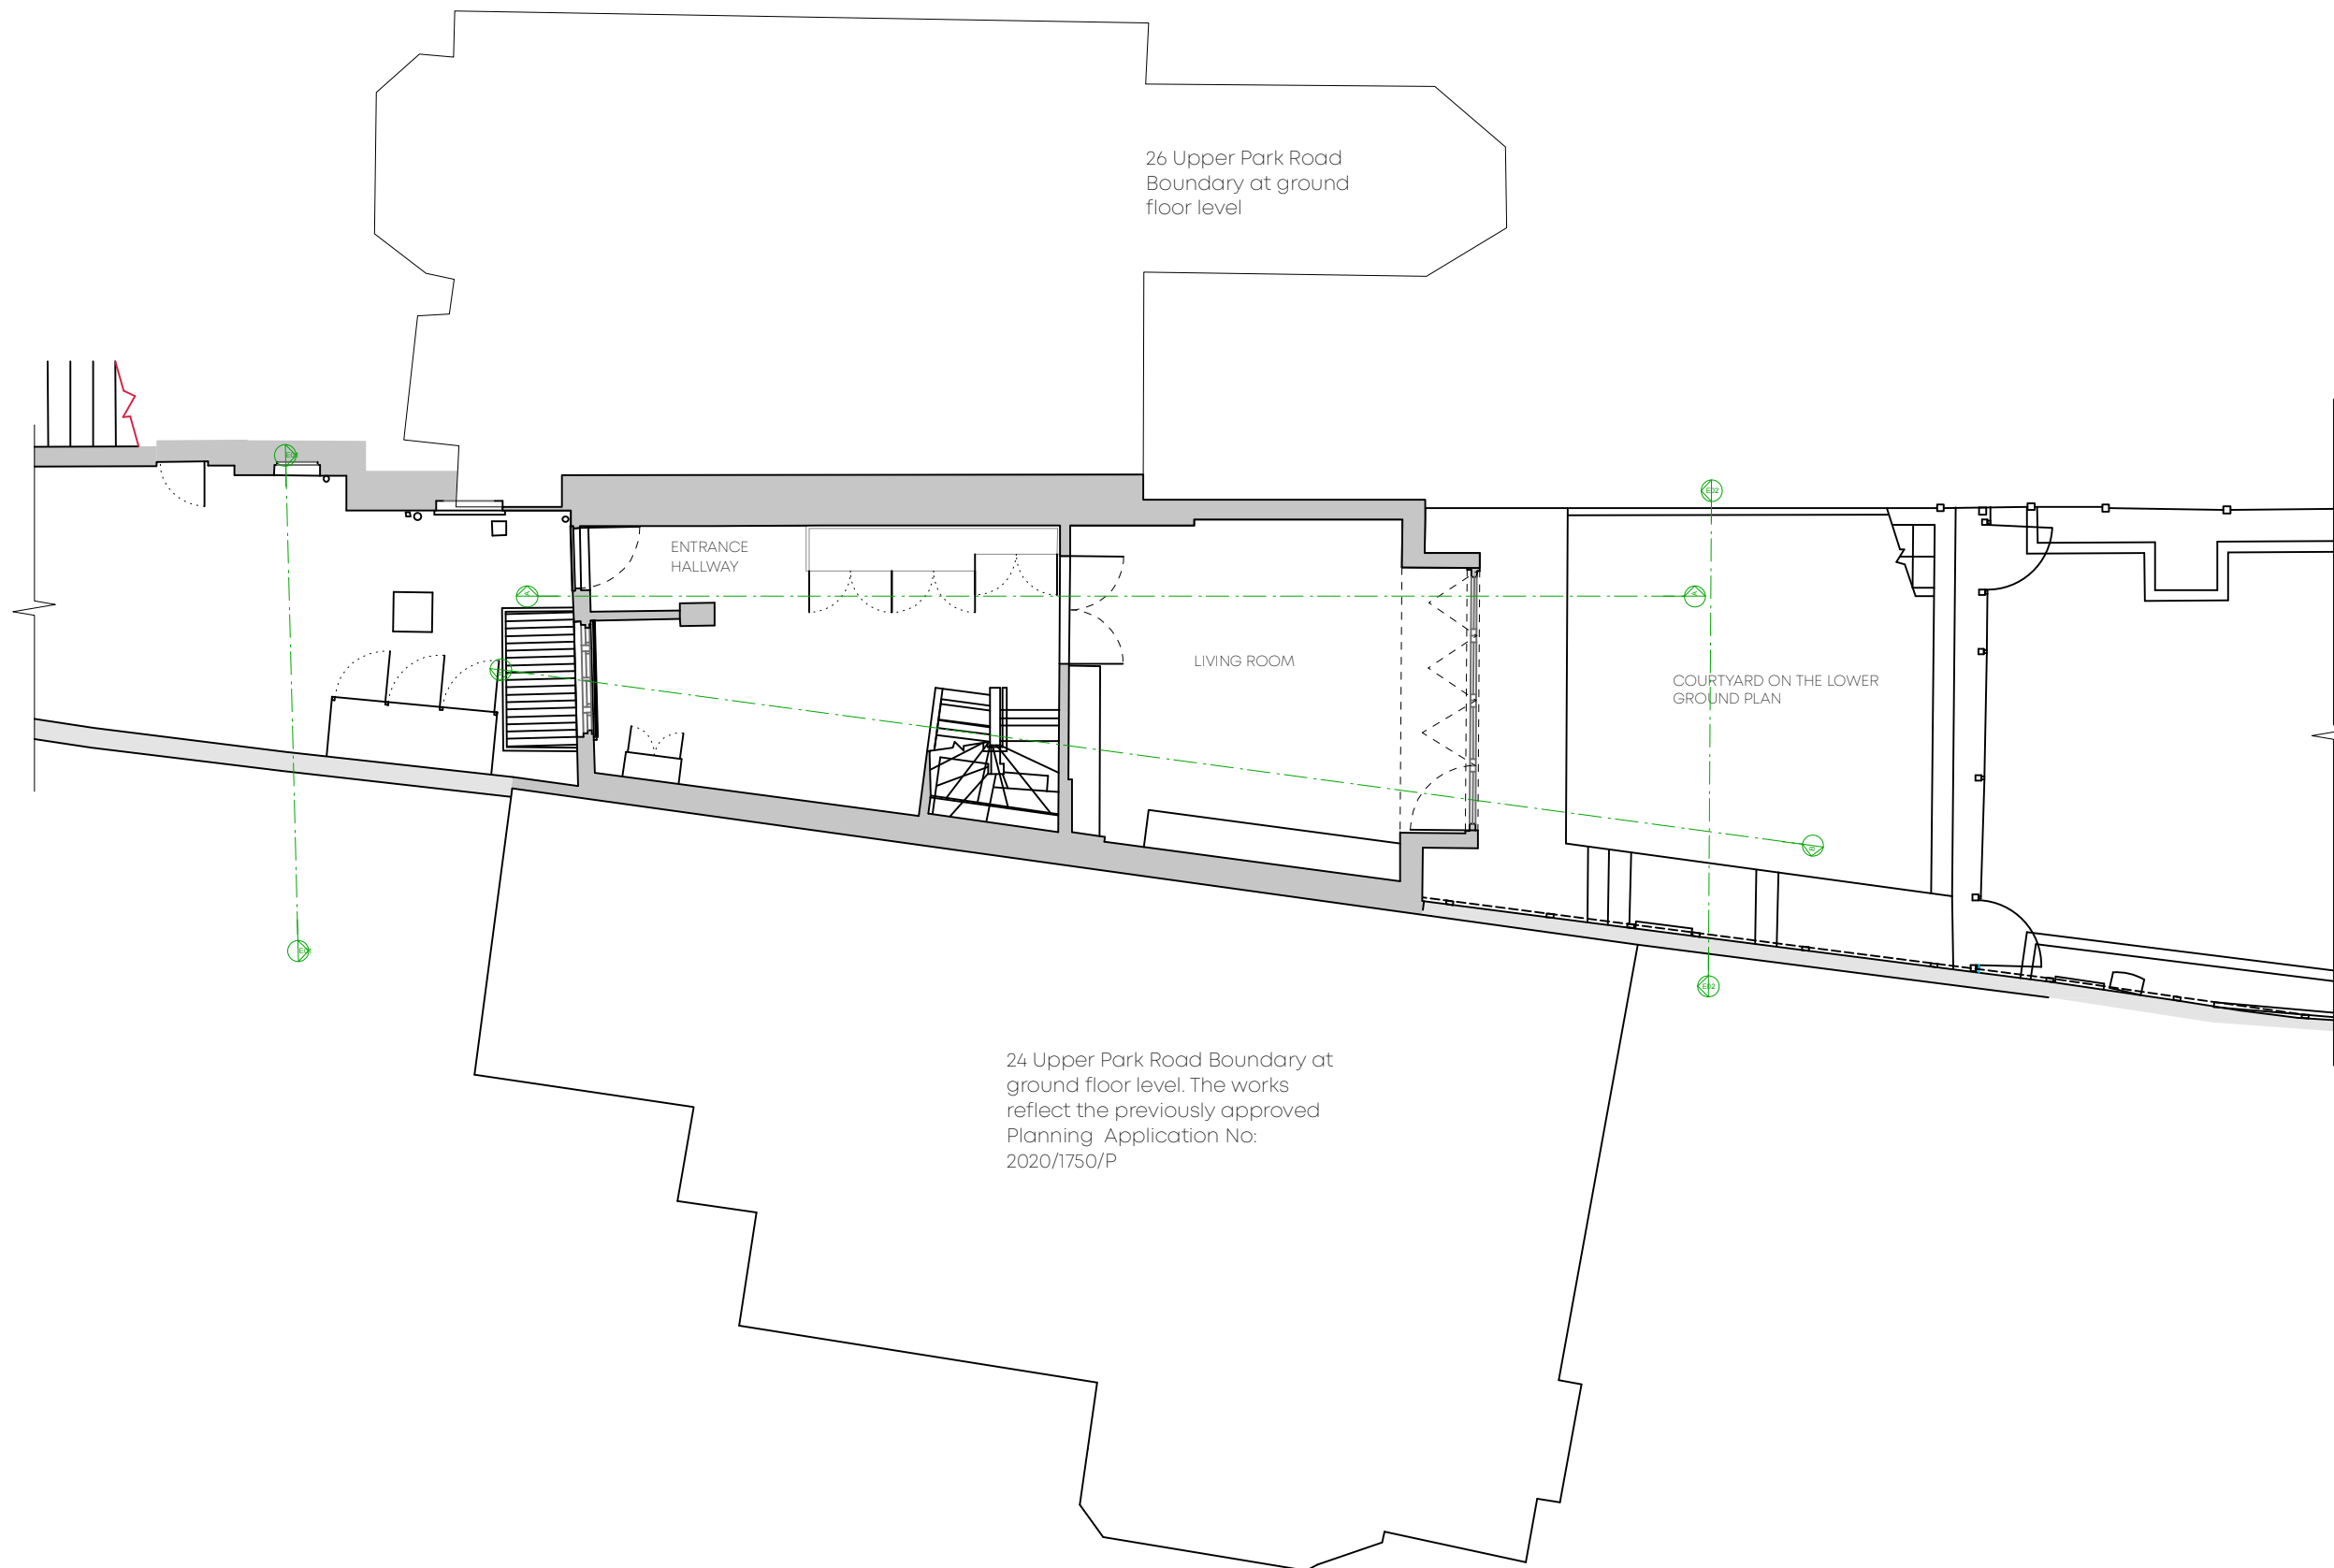 26 Upper Park Road
Boundary at ground
floor level
ENTRANCE
HALLWAY
LIVING ROOM
COURTYARD ON THE LOWER
GROUND PLAN
E02
A
A
B
E02
24 Upper Park Road Boundary at
ground floor level. The works
reflect the previously approved
Planning Application No:
2020/1750/P